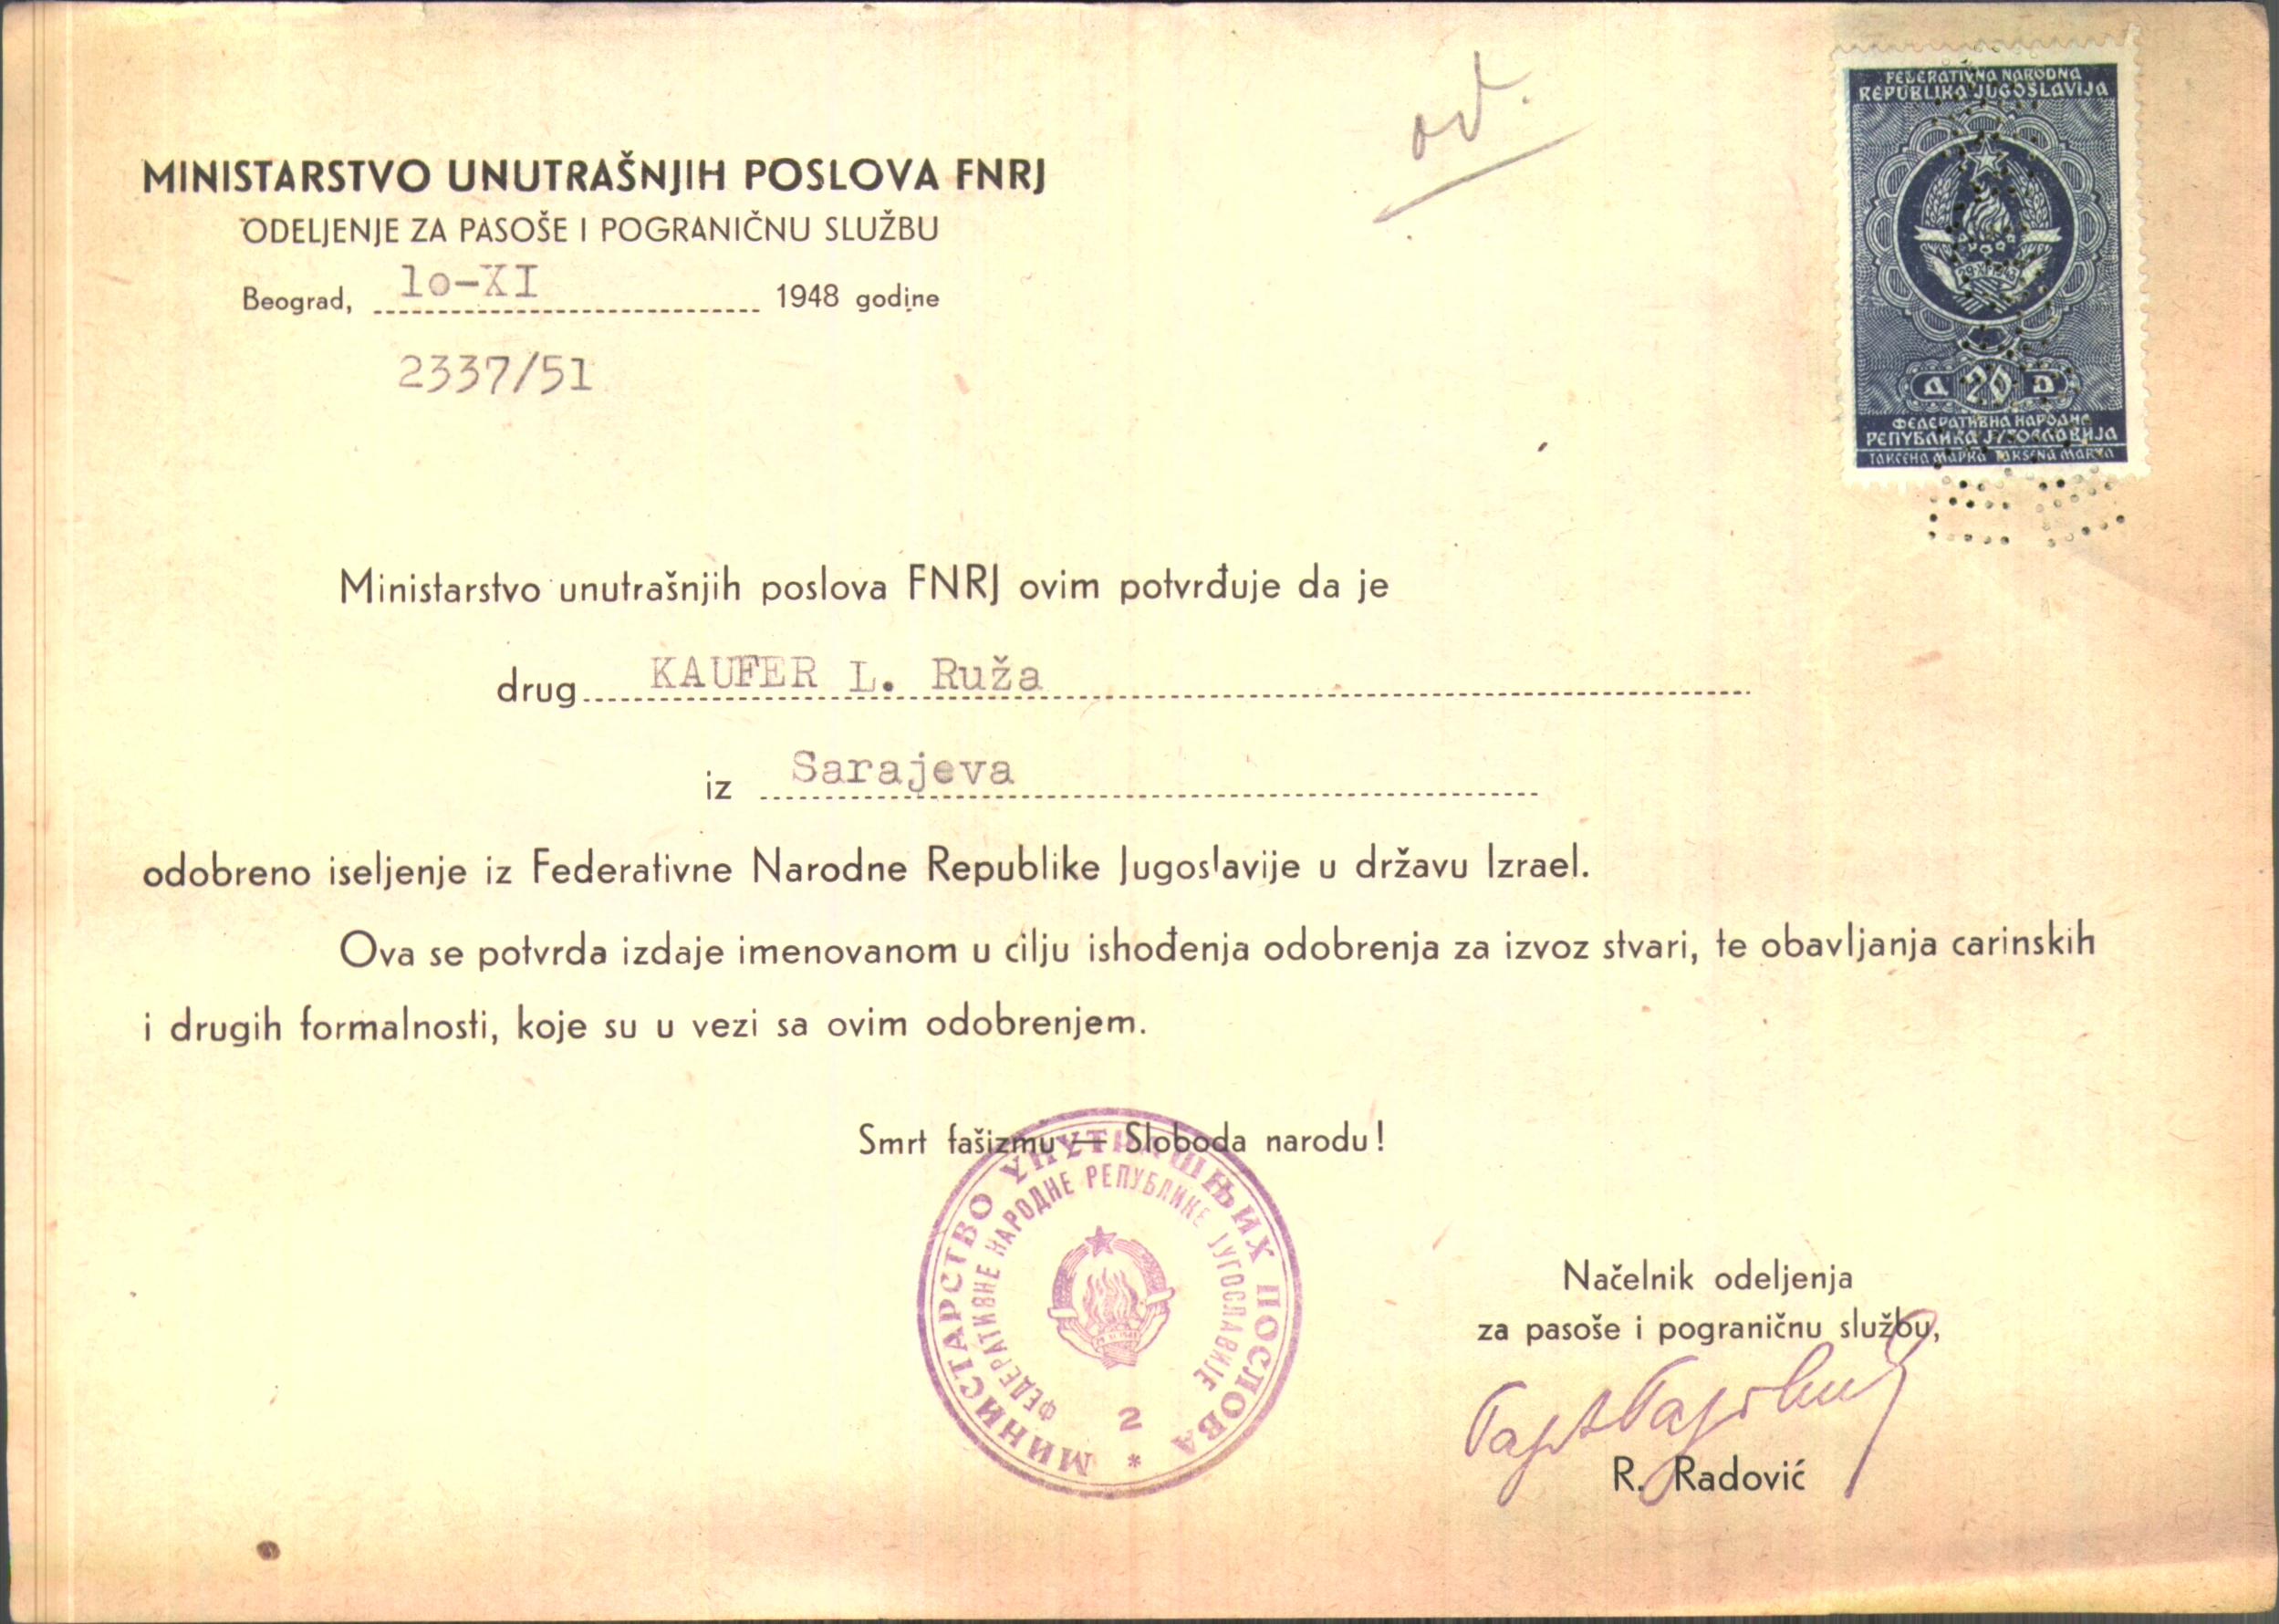 od.
FEDERATIVNA NARODNA
REPUBLIKA JUGOSLAVIJA
Д 20 D
ФЕДЕРАТИВНА НАРОДНА
РЕПУБЛИКА ЈУГОСЛАВИЈА
ТАКСЕНА МАРКА TAKSENA MARKA
MINISTARSTVO UNUTRAŠNJIH POSLOVA FNRJ
ODELJENJE ZA PASOŠE I POGRANIČNU SLUŽBU
Beograd, 1o-XI 1948 godine
2337/51
Ministarstvo unutrašnjih poslova FNRJ ovim potvrđuje da je
drug KAUFER L. Ruža
iz Sarajeva
odobreno iseljenje iz Federativne Narodne Republike Jugoslavije u državu Izrael.
Ova se potvrda izdaje imenovanom u cilju ishođenja odobrenja za izvoz stvari, te obavljanja carinskih
i drugih formalnosti, koje su u vezi sa ovim odobrenjem.
Smrt fašizmu — Sloboda narodu!
МИНИСТАРСТВО УНУТРАШЊИХ ПОСЛОВА
ФЕДЕРАТИВНЕ НАРОДНЕ РЕПУБЛИКЕ ЈУГОСЛАВИЈЕ
2
*
Načelnik odeljenja
za pasoše i pograničnu službu,
R. Radović